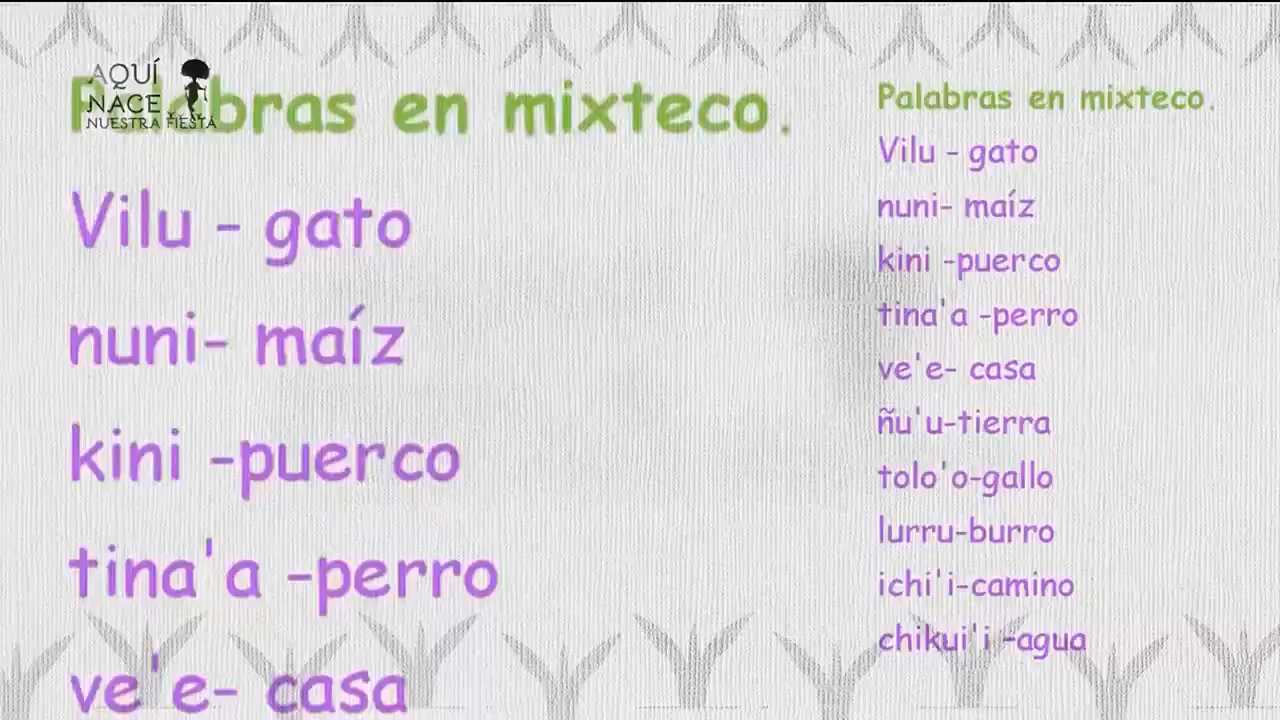 AQUÍ
NACE
NUESTRA FIESTA
Palabras en mixteco.
Vilu - gato
nuni- maíz
kini -puerco
tina'a -perro
ve'e- casa
Palabras en mixteco.
Vilu - gato
nuni- maíz
kini -puerco
tina'a -perro
ve'e- casa
ñu'u-tierra
tolo'o-gallo
lurru-burro
ichi'i-camino
chikui'i -agua